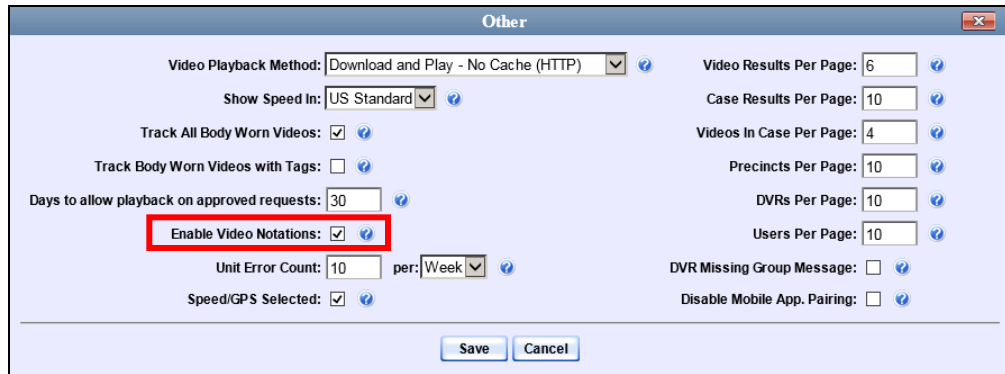 Other
Video Playback Method: Download and Play - No Cache (HTTP)
Video Results Per Page: 6
Show Speed In: US Standard
Case Results Per Page: 10
Track All Body Worn Videos:
Videos In Case Per Page: 4
Track Body Worn Videos with Tags:
Precincts Per Page: 10
Days to allow playback on approved requests: 30
DVRs Per Page: 10
Enable Video Notations:
Users Per Page: 10
Unit Error Count: 10 per: Week
DVR Missing Group Message:
Speed/GPS Selected:
Disable Mobile App. Pairing:
Save Cancel